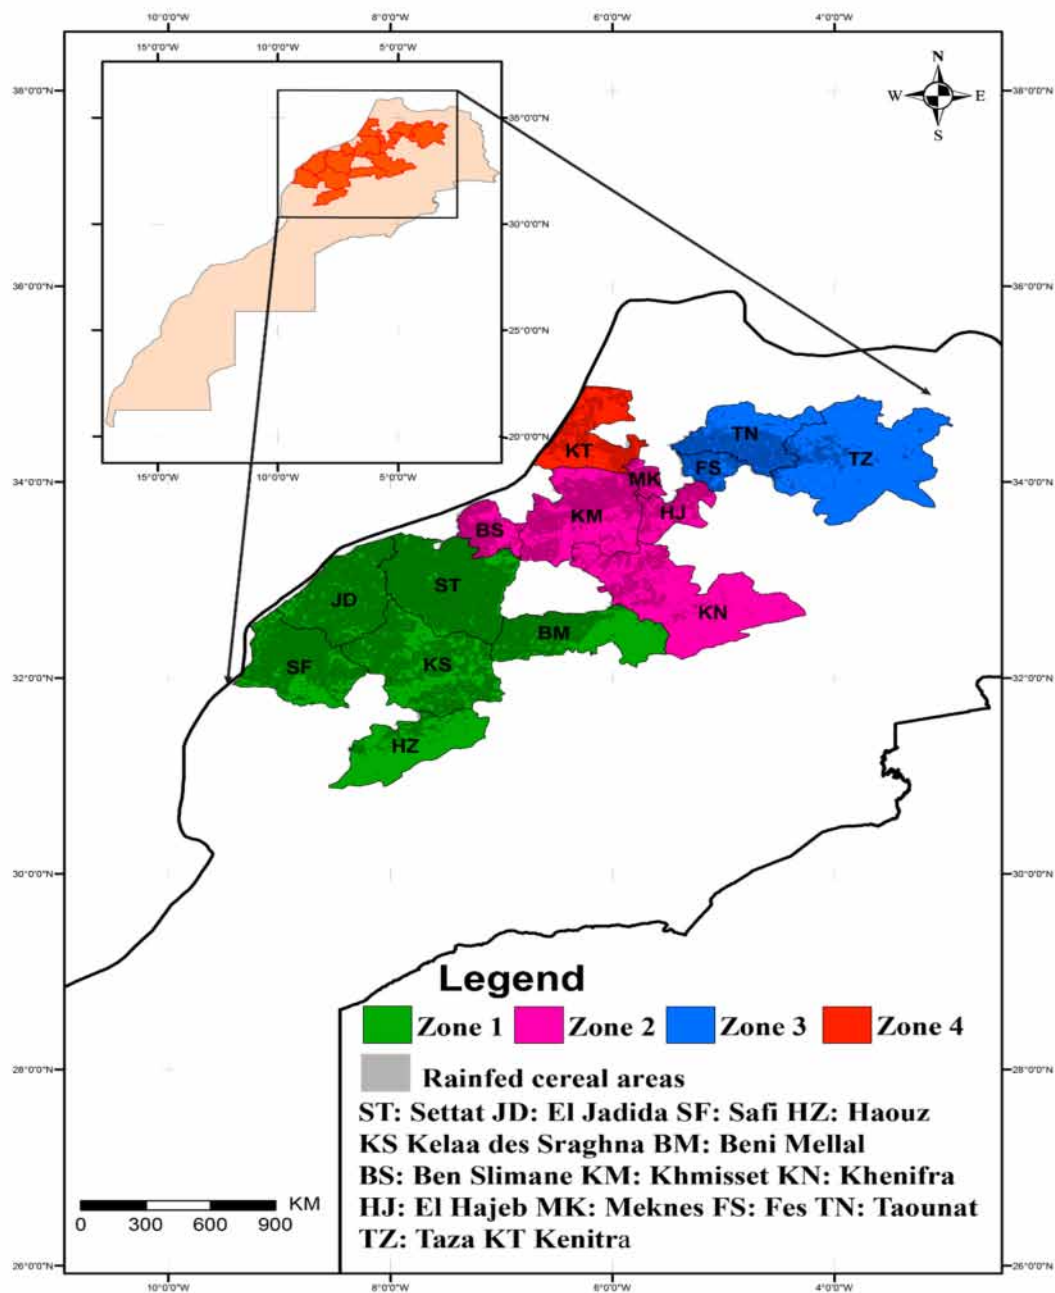 10°0'0"W 8°0'0"W 6°0'0"W 4°0'0"W
15°0'0"W 10°0'0"W 5°0'0"W
N
W E
S
38°0'0"N 38°0'0"N
35°0'0"N
30°0'0"N
36°0'0"N 36°0'0"N
25°0'0"N
20°0'0"N
15°0'0"W 10°0'0"W 5°0'0"W
TN
KT
FS
TZ
34°0'0"N 34°0'0"N
MK
KM
HJ
BS
ST
JD
KN
BM
SF
KS
32°0'0"N 32°0'0"N
HZ
30°0'0"N 30°0'0"N
Legend
Zone 1 Zone 2 Zone 3 Zone 4
28°0'0"N 28°0'0"N
Rainfed cereal areas
ST: Settat JD: El Jadida SF: Safi HZ: Haouz
KS Kelaa des Sraghna BM: Beni Mellal
BS: Ben Slimane KM: Khmisset KN: Khenifra
HJ: El Hajeb MK: Meknes FS: Fes TN: Taounat
TZ: Taza KT Kenitra
KM
0 300 600 900
26°0'0"N 26°0'0"N
10°0'0"W 8°0'0"W 6°0'0"W 4°0'0"W